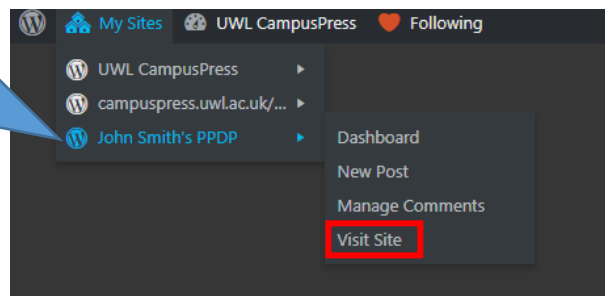 My Sites UWL CampusPress Following
UWL CampusPress
campuspress.uwl.ac.uk/...
John Smith's PPDP
Dashboard
New Post
Manage Comments
Visit Site